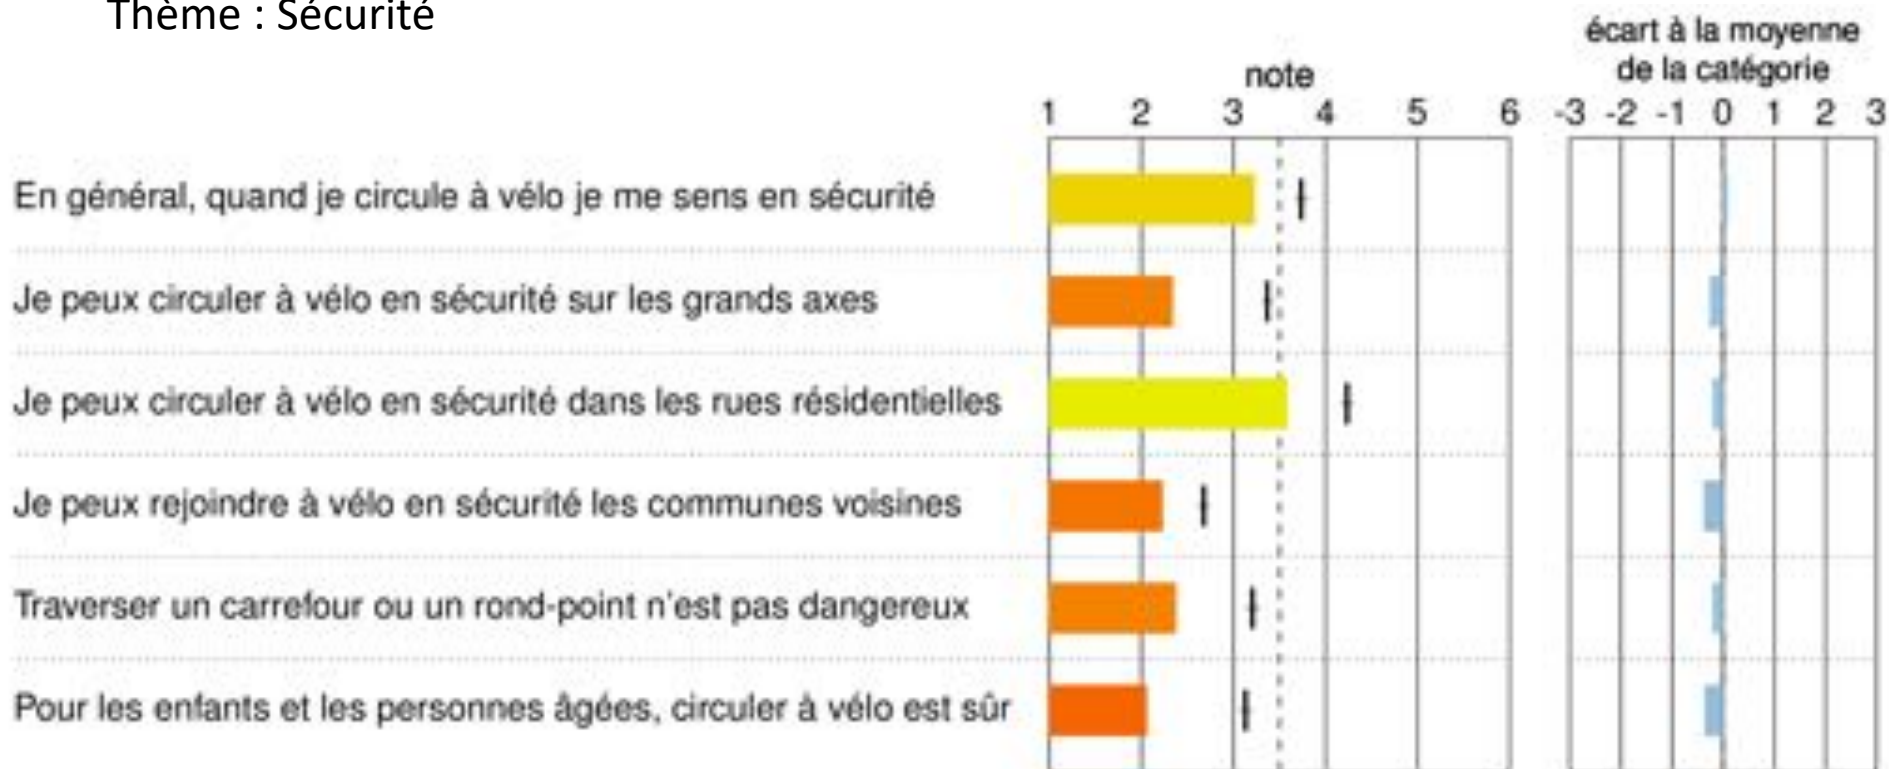 Thème : Sécurité
écart à la moyenne
de la catégorie
note
1 2 3 4 5 6 -3 -2 -1 0 1 2 3
En général, quand je circule à vélo je me sens en sécurité
Je peux circuler à vélo en sécurité sur les grands axes
Je peux circuler à vélo en sécurité dans les rues résidentielles
Je peux rejoindre à vélo en sécurité les communes voisines
Traverser un carrefour ou un rond-point n'est pas dangereux
Pour les enfants et les personnes âgées, circuler à vélo est sûr